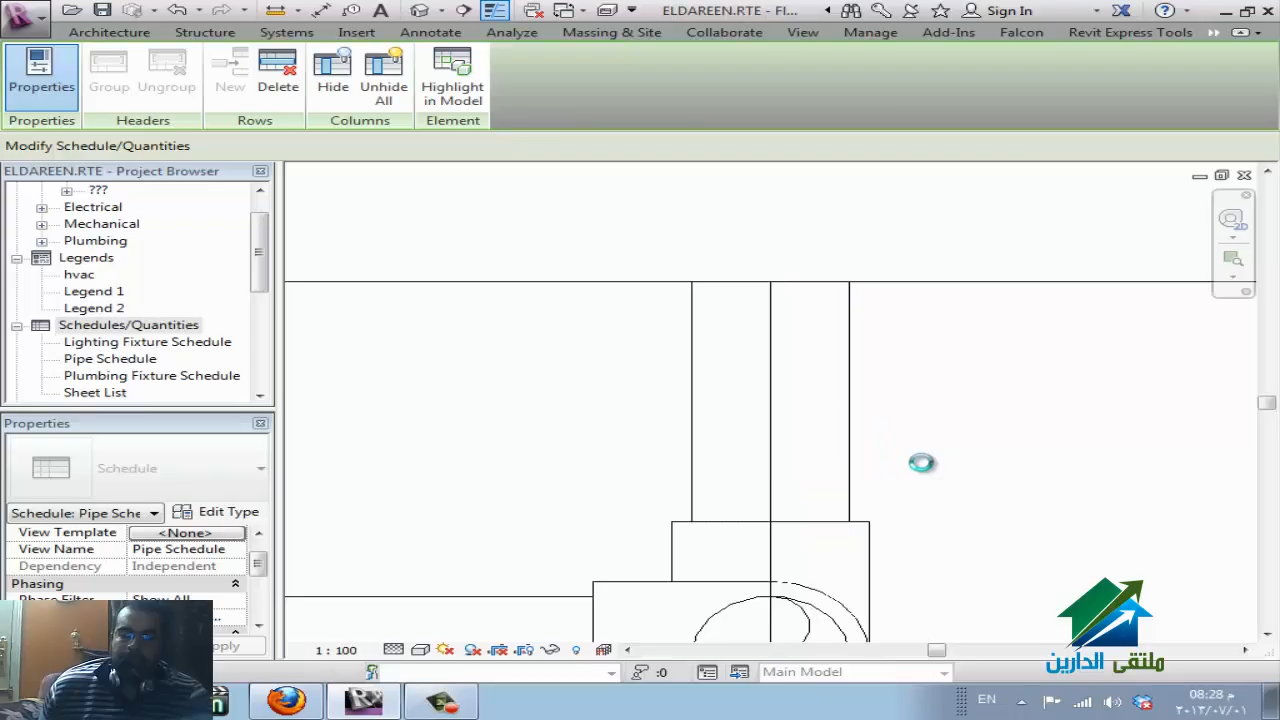 ELDAREEN.RTE - Fl...
Sign In
Architecture
Structure
Systems
Insert
Annotate
Analyze
Massing & Site
Collaborate
View
Manage
Add-Ins
Falcon
Revit Express Tools
Properties
Group
Ungroup
New
Delete
Hide
Unhide All
Highlight in Model
Properties
Headers
Rows
Columns
Element
Modify Schedule/Quantities
ELDAREEN.RTE - Project Browser
???
Electrical
Mechanical
Plumbing
Legends
hvac
Legend 1
Legend 2
Schedules/Quantities
Lighting Fixture Schedule
Pipe Schedule
Plumbing Fixture Schedule
Sheet List
Properties
Schedule
Schedule: Pipe Sche
Edit Type
View Template
<None>
View Name
Pipe Schedule
Dependency
Independent
Phasing
2D
1 : 100
:0
Main Model
ملتقى الدارين
EN
08:28 م
٢٠١٣/٠٧/٠١